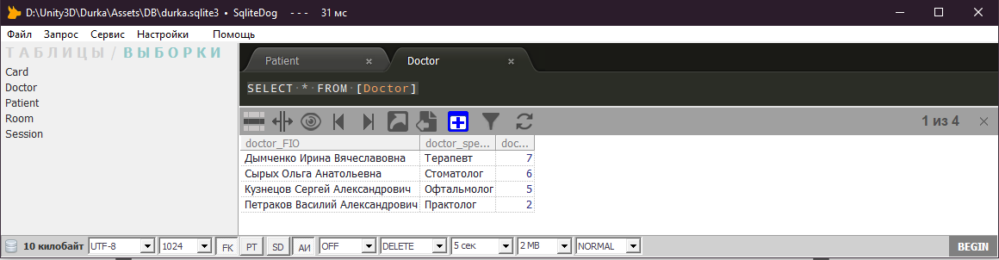 D:\Unity3D\Durka\Assets\DB\durka.sqlite3 • SqliteDog - - - 31 мс
Файл Запрос Сервис Настройки Помощь
ТАБЛИЦЫ/ВЫБОРКИ
Card
Doctor
Patient
Room
Session
Patient × Doctor ×
SELECT * FROM [Doctor]
1 из 4 ×
doctor_FIO doctor_spe... doc...
Дымченко Ирина Вячеславовна Терапевт 7
Сырых Ольга Анатольевна Стоматолог 6
Кузнецов Сергей Александрович Офтальмолог 5
Петраков Василий Александрович Практолог 2
10 килобайт UTF-8 1024 FK PT SD АИ OFF DELETE 5 сек 2 MB NORMAL BEGIN